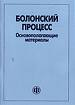 БОЛОНСКИЙ
ПРОЦЕСС
Основополагающие
материалы